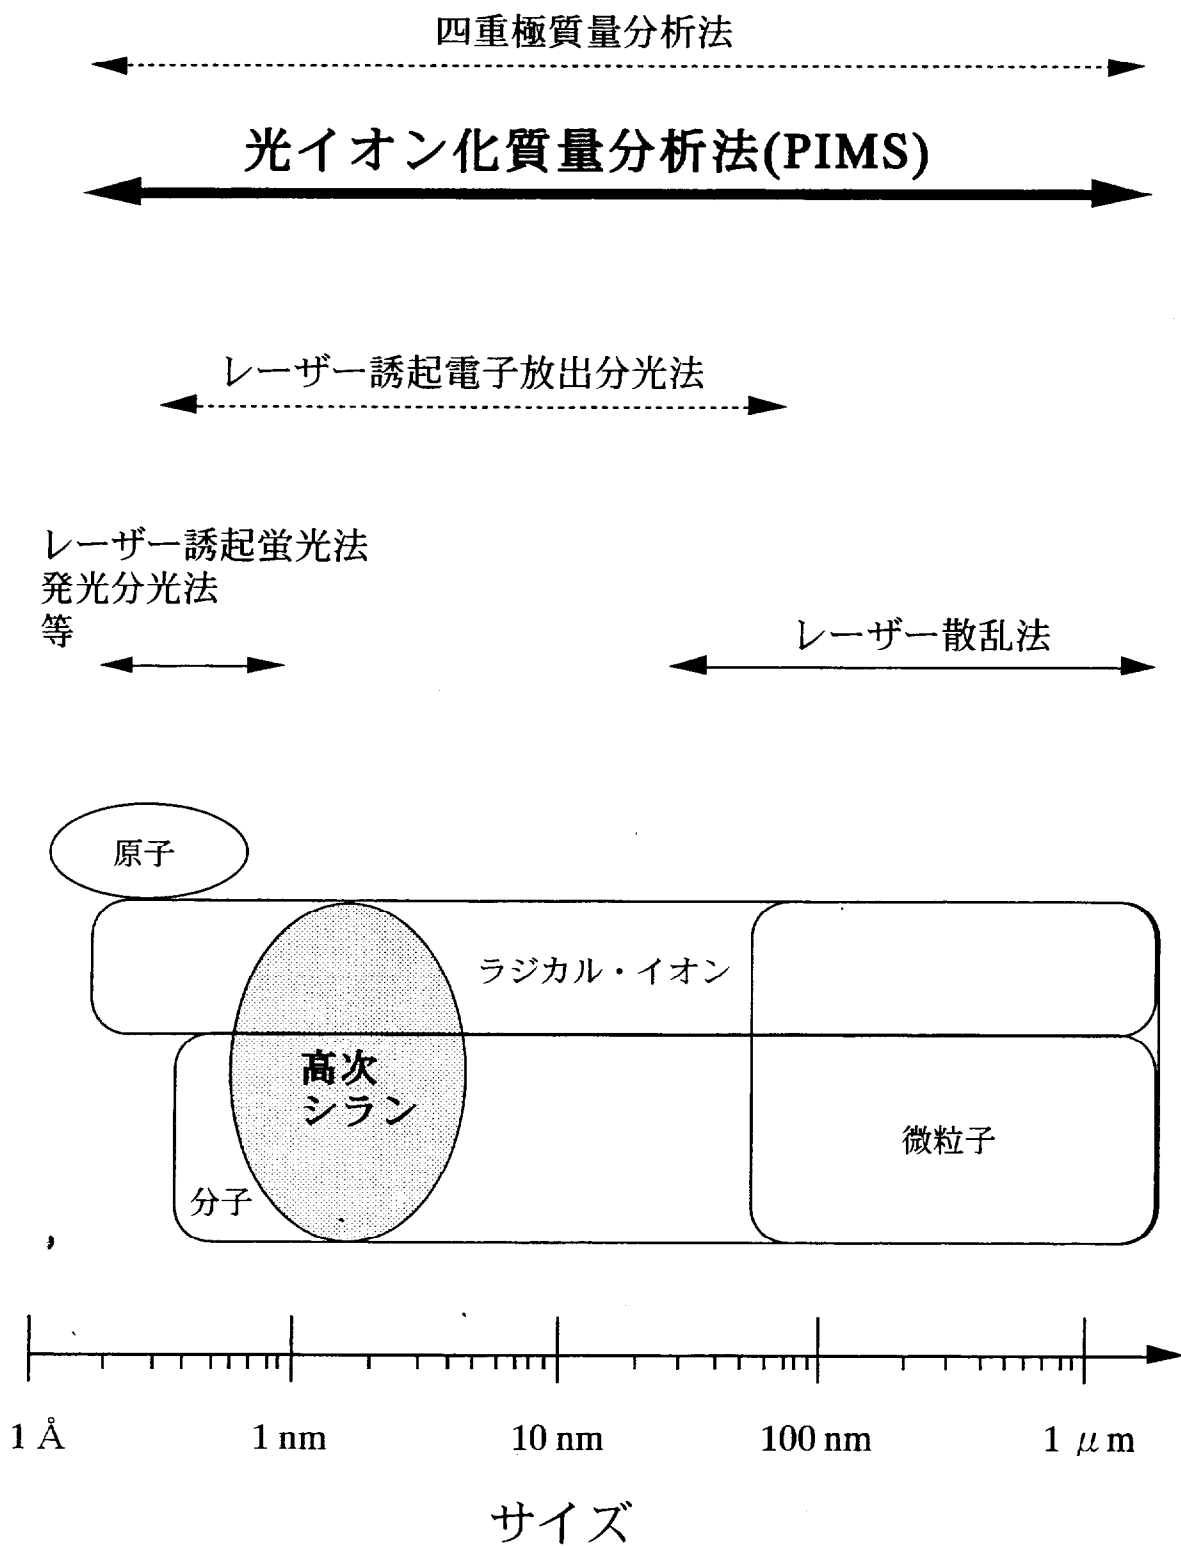 四重極質量分析法
光イオン化質量分析法(PIMS)
レーザー誘起電子放出分光法
レーザー誘起蛍光法
発光分光法
等
レーザー散乱法
原子
ラジカル・イオン
高次
シラン
微粒子
分子
1 Å
1 nm
10 nm
100 nm
1 μm
サイズ